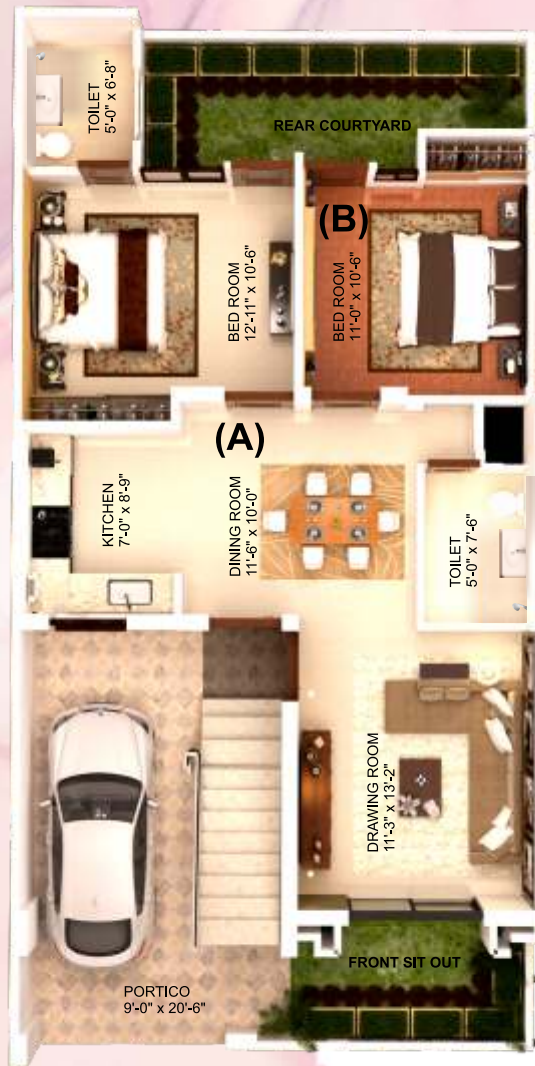 TOILET
5'-0" x 6'-8"
REAR COURTYARD
(B)
BED ROOM
12'-11" x 10'-6"
BED ROOM
11'-0" x 10'-6"
(A)
KITCHEN
7'-0" x 8'-9"
DINING ROOM
11'-6" x 10'-0"
TOILET
5'-0" x 7'-6"
DRAWING ROOM
11'-3" x 13'-2"
FRONT SIT OUT
PORTICO
9'-0" x 20'-6"